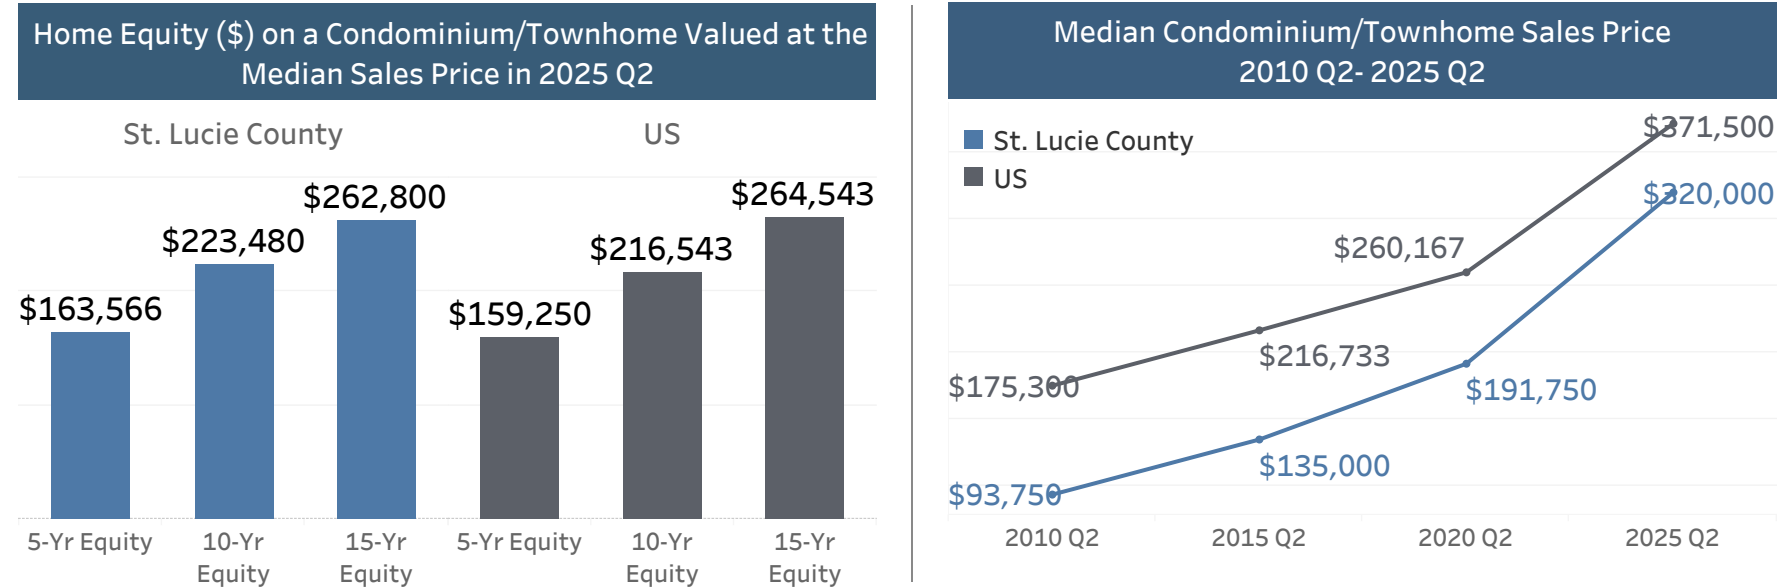 Home Equity ($) on a Condominium/Townhome Valued at the
Median Sales Price in 2025 Q2
St. Lucie County
US
$163,566
$223,480
$262,800
$159,250
$216,543
$264,543
5-Yr Equity
10-Yr
Equity
15-Yr
Equity
5-Yr Equity
10-Yr
Equity
15-Yr
Equity
Median Condominium/Townhome Sales Price
2010 Q2- 2025 Q2
St. Lucie County
US
$371,500
$320,000
$260,167
$216,733
$191,750
$175,300
$135,000
$93,750
2010 Q2
2015 Q2
2020 Q2
2025 Q2